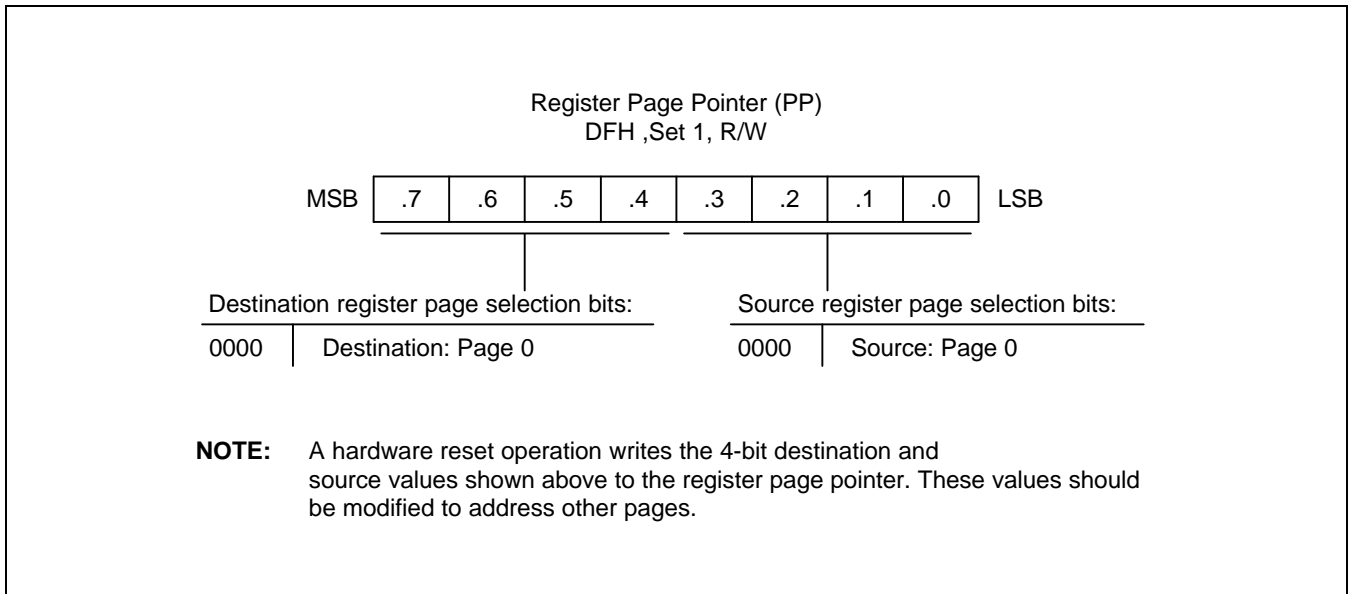 Register Page Pointer (PP)
DFH ,Set 1, R/W
MSB .7 .6 .5 .4 .3 .2 .1 .0 LSB
Destination register page selection bits:
0000 Destination: Page 0
Source register page selection bits:
0000 Source: Page 0
NOTE: A hardware reset operation writes the 4-bit destination and
source values shown above to the register page pointer. These values should
be modified to address other pages.